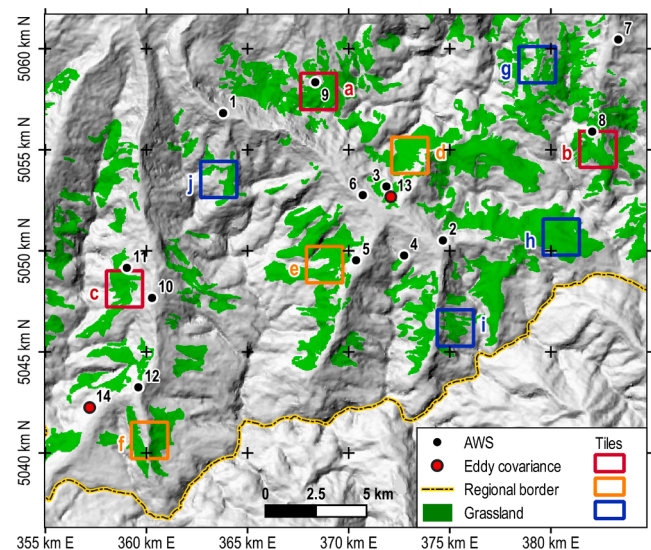 5060 km N
5055 km N
5050 km N
5045 km N
5040 km N
7
g
9
a
1
8
b
d
j
3
13
6
2
h
11
5
4
e
c
10
i
12
14
f
AWS
Tiles
Eddy covariance
Regional border
Grassland
0 2.5 5 km
355 km E 360 km E 365 km E 370 km E 375 km E 380 km E